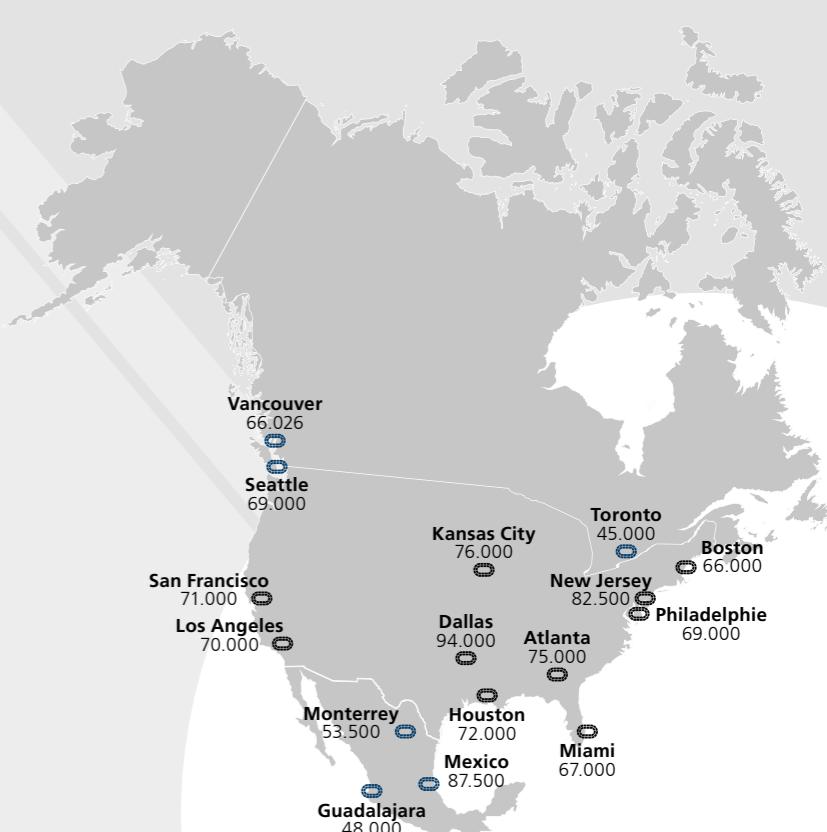 Vancouver
66.026
Seattle
69.000
Toronto
45.000
Kansas City
76.000
Boston
66.000
San Francisco
71.000
New Jersey
82.500
Philadelphie
69.000
Los Angeles
70.000
Dallas
94.000
Atlanta
75.000
Monterrey
53.500
Houston
72.000
Miami
67.000
Mexico
87.500
Guadalajara
48.000